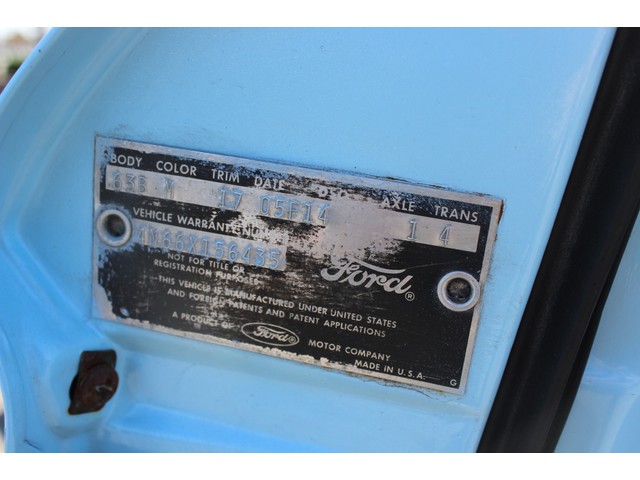 BODY COLOR TRIM DATE DSO AXLE TRANS
63B M 17 05F14 1 4
VEHICLE WARRANTY NUMBER
NOT FOR TITLE OR
REGISTRATION PURPOSES
Ford®
THIS VEHICLE IS MANUFACTURED UNDER UNITED STATES
AND FOREIGN PATENTS AND PATENT APPLICATIONS
A PRODUCT OF Ford MOTOR COMPANY
MADE IN U.S.A.
G